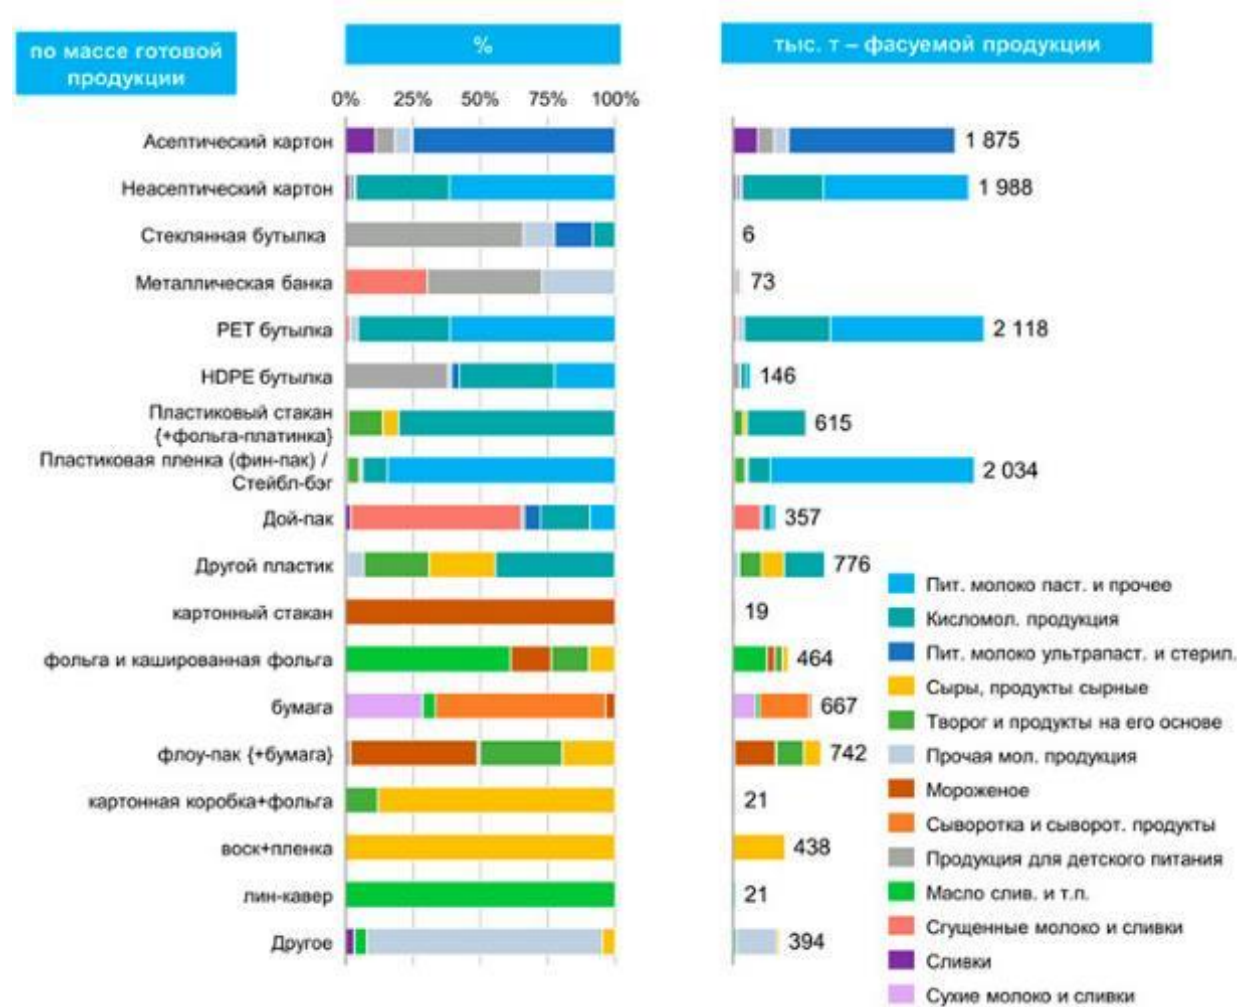 по массе готовой
продукции
%
тыс. т – фасуемой продукции
0% 25% 50% 75% 100%
Асептический картон 1 875
Неасептический картон 1 988
Стеклянная бутылка 6
Металлическая банка 73
PET бутылка 2 118
HDPE бутылка 146
Пластиковый стакан
{+фольга-платинка} 615
Пластиковая пленка (фин-пак) /
Стейбл-бэг 2 034
Дой-пак 357
Другой пластик 776
картонный стакан 19
фольга и кашированная фольга 464
бумага 667
флоу-пак {+бумага} 742
картонная коробка+фольга 21
воск+пленка 438
лин-кавер 21
Другое 394
Пит. молоко паст. и прочее
Кисломол. продукция
Пит. молоко ультрапаст. и стерил.
Сыры, продукты сырные
Творог и продукты на его основе
Прочая мол. продукция
Мороженое
Сыворотка и сыворот. продукты
Продукция для детского питания
Масло слив. и т.п.
Сгущенные молоко и сливки
Сливки
Сухие молоко и сливки